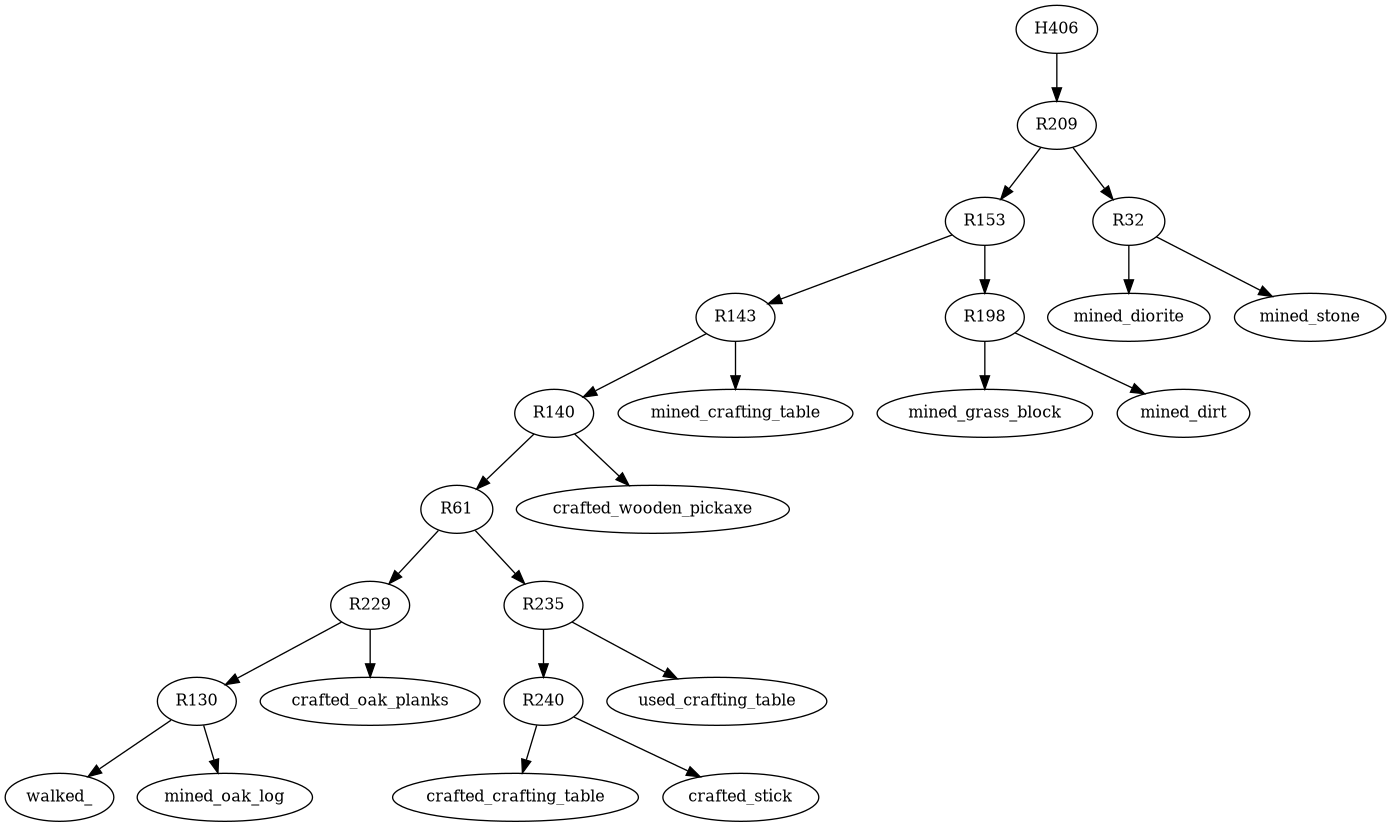 H406
R209
R153
R32
R143
R198
mined_diorite
mined_stone
R140
mined_crafting_table
mined_grass_block
mined_dirt
R61
crafted_wooden_pickaxe
R229
R235
R130
crafted_oak_planks
R240
used_crafting_table
walked_
mined_oak_log
crafted_crafting_table
crafted_stick